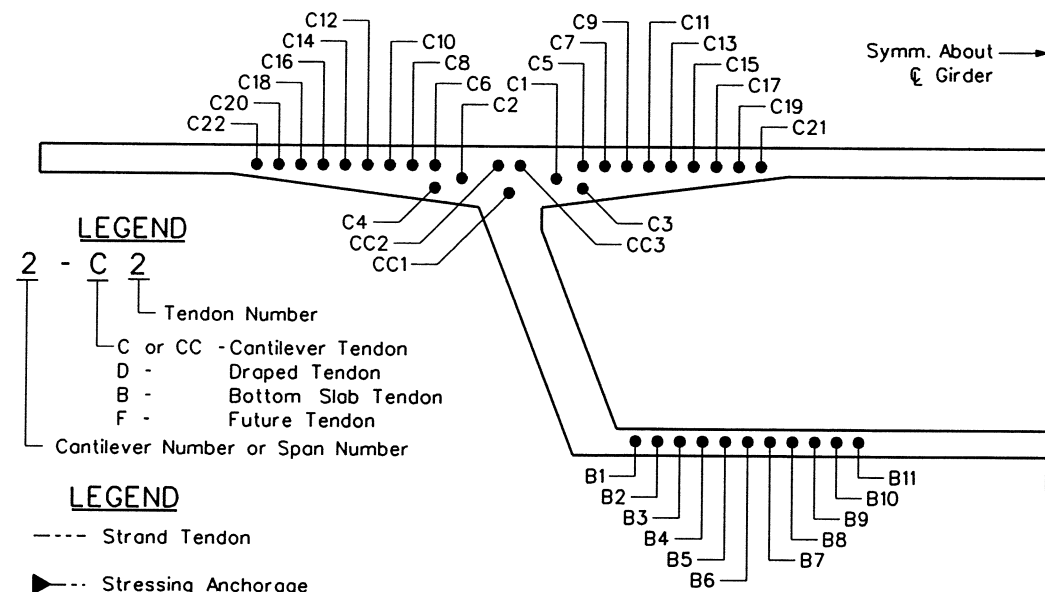 C12
C14
C16
C18
C20
C22
C10
C8
C6
C2
C9
C7
C5
C1
C11
C13
C15
C17
C19
C21
Symm. About
℄ Girder
C4
CC2
CC1
C3
CC3
LEGEND
2 - C 2
Tendon Number
C or CC - Cantilever Tendon
D - Draped Tendon
B - Bottom Slab Tendon
F - Future Tendon
Cantilever Number or Span Number
B1
B2
B3
B4
B5
B6
B11
B10
B9
B8
B7
LEGEND
Strand Tendon
Stressing Anchorage